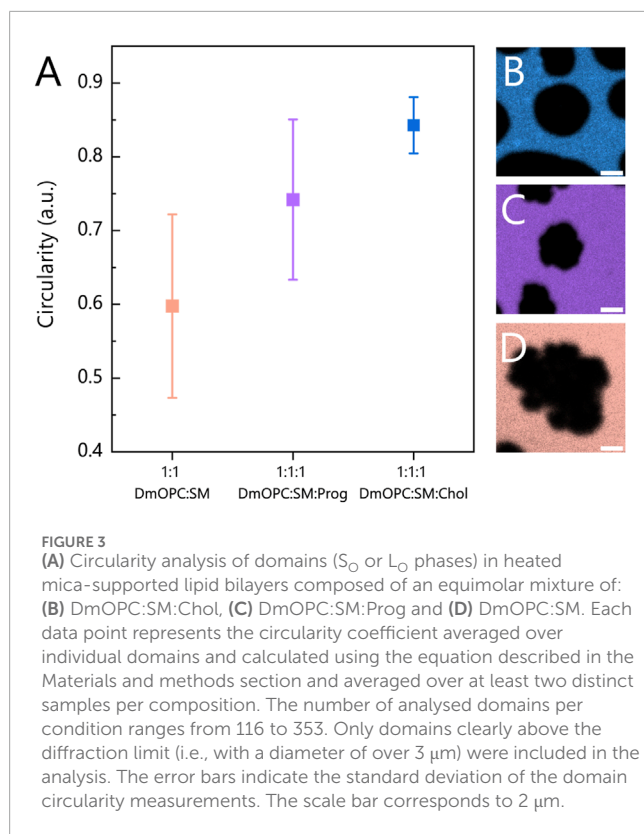 A
Circularity (a.u.)
0.9
0.8
0.7
0.6
0.5
0.4
1:1
DmOPC:SM
1:1:1
DmOPC:SM:Prog
1:1:1
DmOPC:SM:Chol
B
C
D
FIGURE 3
(A) Circularity analysis of domains (S_O or L_O phases) in heated
mica-supported lipid bilayers composed of an equimolar mixture of:
(B) DmOPC:SM:Chol, (C) DmOPC:SM:Prog and (D) DmOPC:SM. Each
data point represents the circularity coefficient averaged over
individual domains and calculated using the equation described in the
Materials and methods section and averaged over at least two distinct
samples per composition. The number of analysed domains per
condition ranges from 116 to 353. Only domains clearly above the
diffraction limit (i.e., with a diameter of over 3 μm) were included in the
analysis. The error bars indicate the standard deviation of the domain
circularity measurements. The scale bar corresponds to 2 μm.